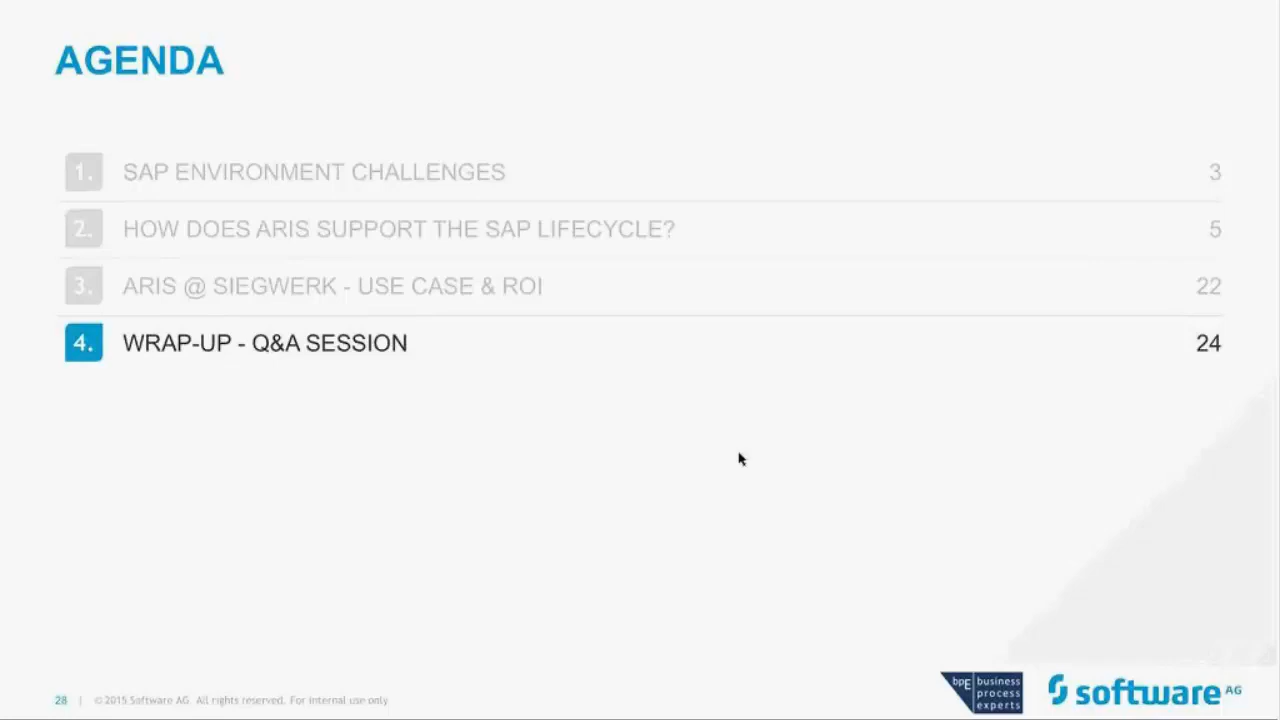 AGENDA
1. SAP ENVIRONMENT CHALLENGES 3
2. HOW DOES ARIS SUPPORT THE SAP LIFECYCLE? 5
3. ARIS @ SIEGWERK - USE CASE & ROI 22
4. WRAP-UP - Q&A SESSION 24
28 | © 2015 Software AG. All rights reserved. For internal use only
bpE business
process
experts
software AG